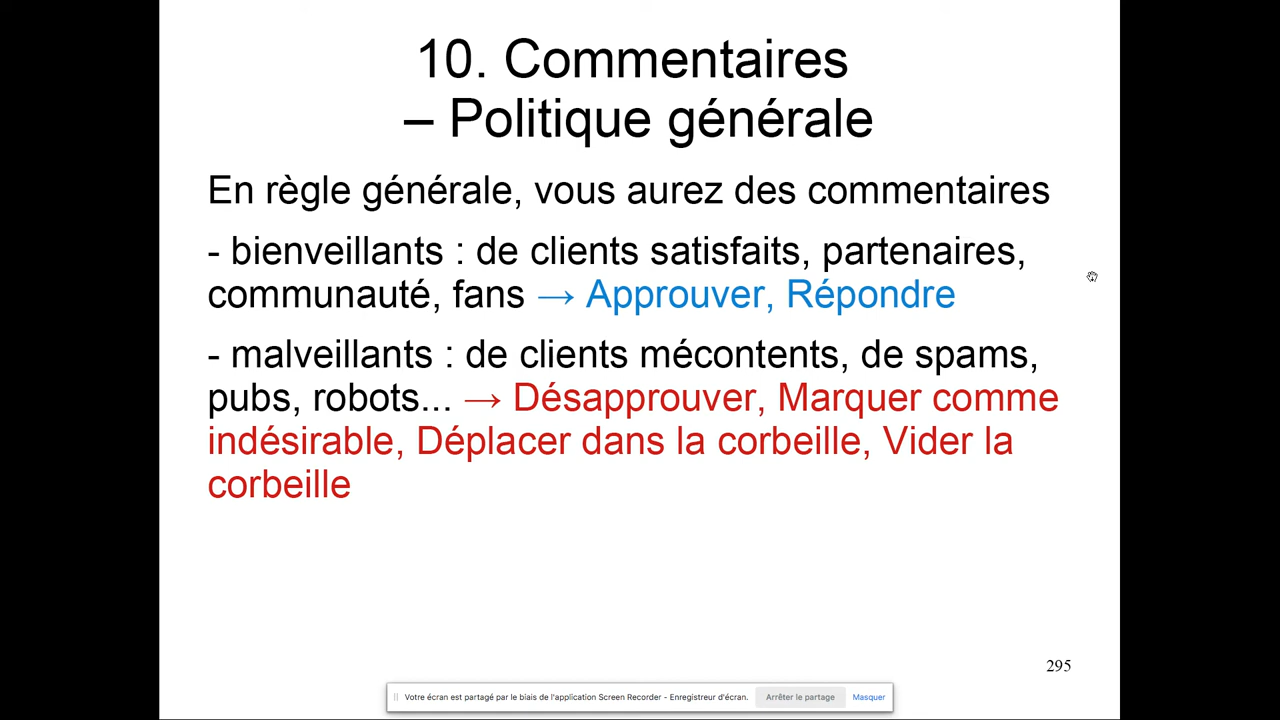 10. Commentaires
– Politique générale
En règle générale, vous aurez des commentaires
- bienveillants : de clients satisfaits, partenaires,
communauté, fans → Approuver, Répondre
- malveillants : de clients mécontents, de spams,
pubs, robots... → Désapprouver, Marquer comme
indésirable, Déplacer dans la corbeille, Vider la
corbeille
295
Votre écran est partagé par le biais de l'application Screen Recorder - Enregistreur d'écran. Arrêter le partage Masquer